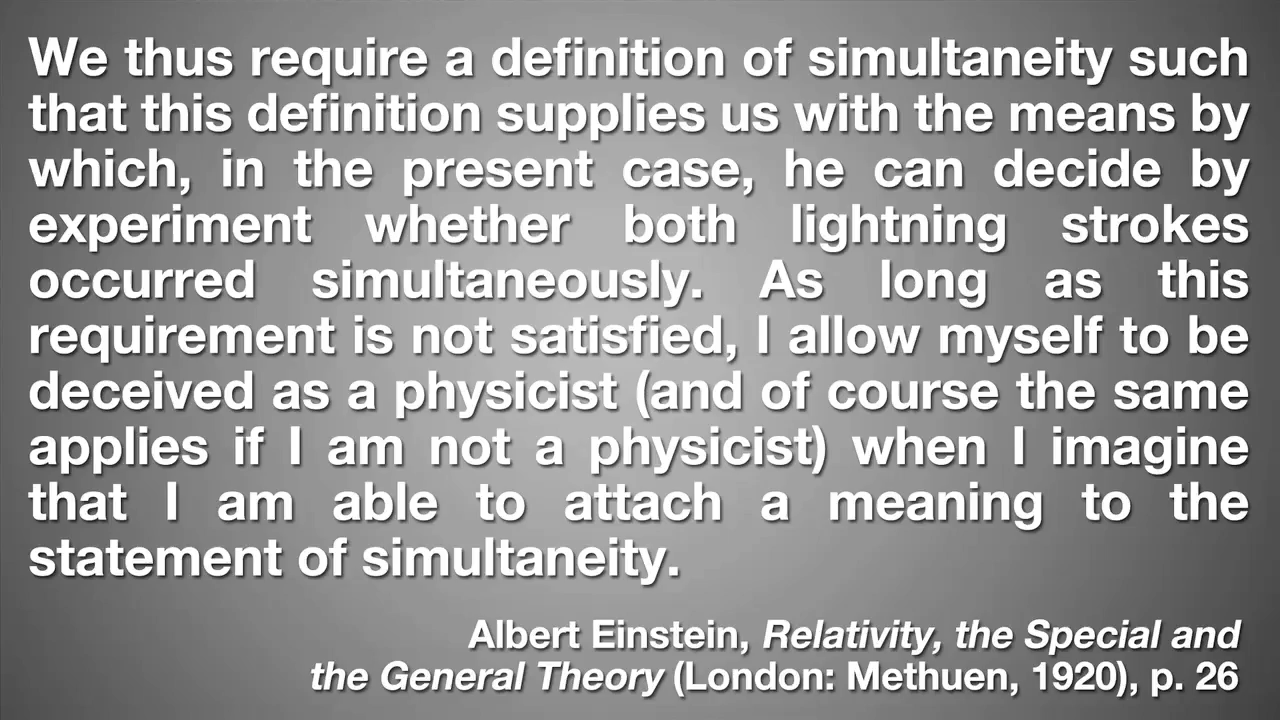 We thus require a definition of simultaneity such
that this definition supplies us with the means by
which, in the present case, he can decide by
experiment whether both lightning strokes
occurred simultaneously. As long as this
requirement is not satisfied, I allow myself to be
deceived as a physicist (and of course the same
applies if I am not a physicist) when I imagine
that I am able to attach a meaning to the
statement of simultaneity.
Albert Einstein, Relativity, the Special and
the General Theory (London: Methuen, 1920), p. 26